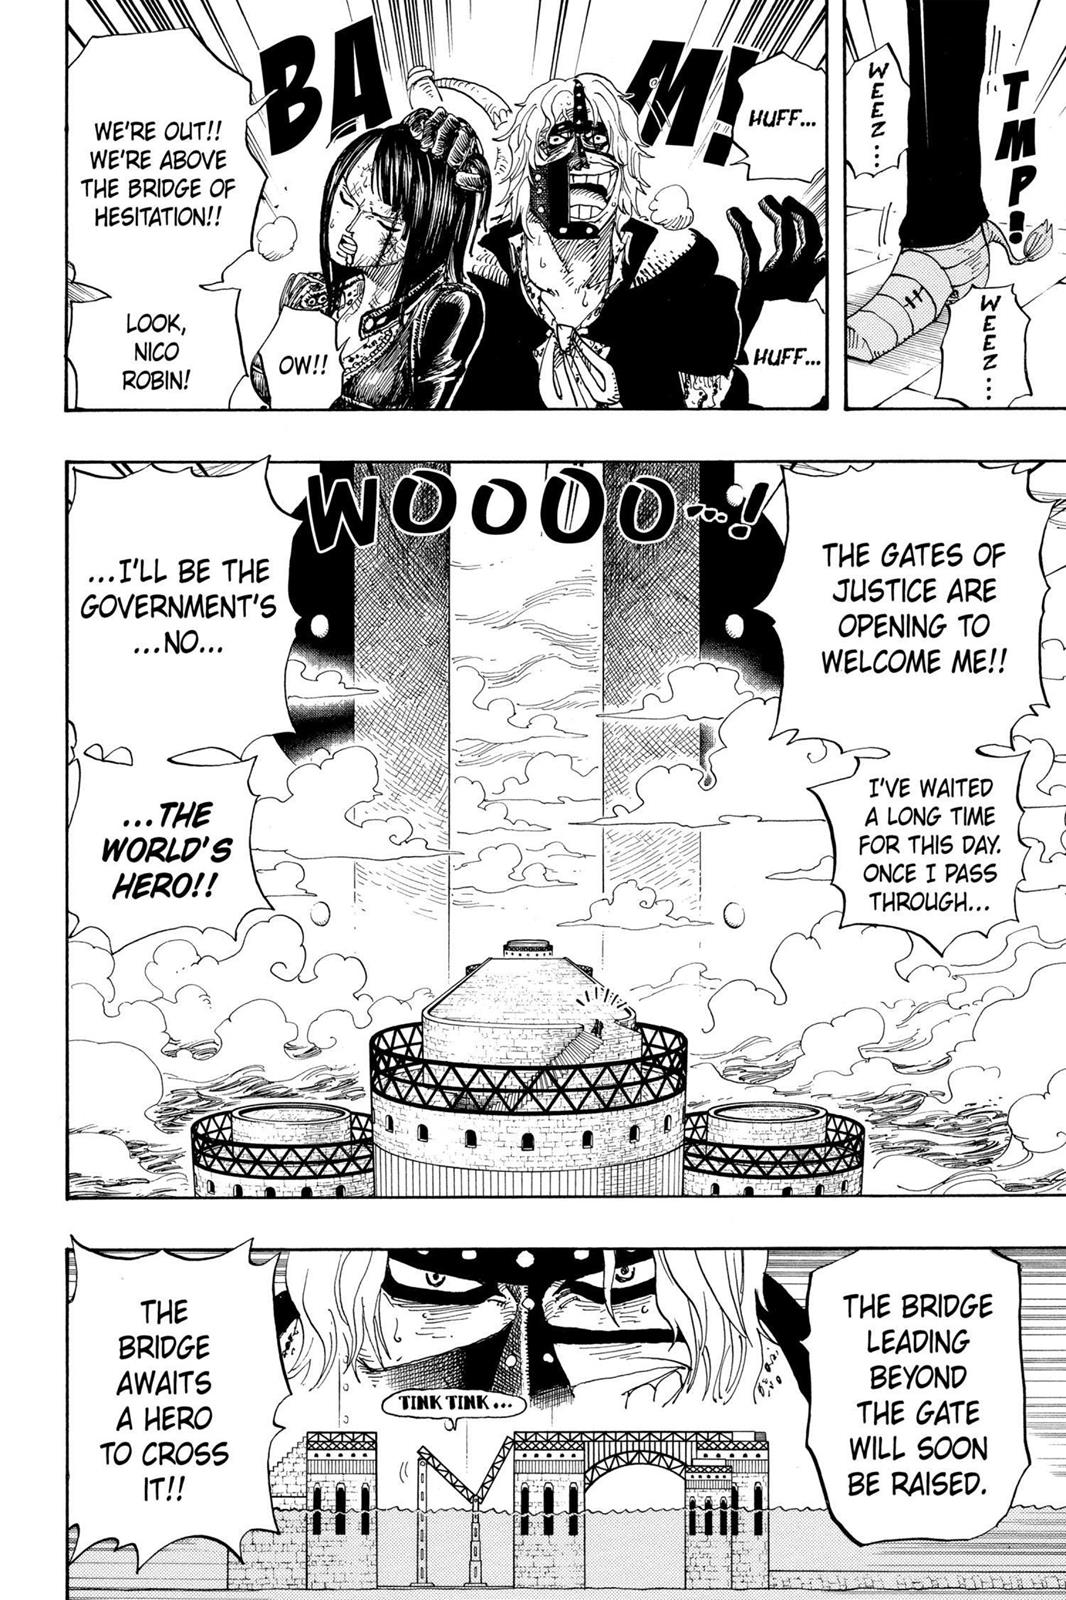 WEEZ...
TMP!
WEEZ...
BAM!
HUFF...
HUFF...
WE'RE OUT!!
WE'RE ABOVE
THE BRIDGE OF
HESITATION!!
LOOK,
NICO
ROBIN!
OW!!
WOOOO...!
THE GATES OF
JUSTICE ARE
OPENING TO
WELCOME ME!!
I'VE WAITED
A LONG TIME
FOR THIS DAY.
ONCE I PASS
THROUGH...
...I'LL BE THE
GOVERNMENT'S
...NO...
...THE
WORLD'S
HERO!!
THE BRIDGE
LEADING
BEYOND
THE GATE
WILL SOON
BE RAISED.
TINK TINK...
THE
BRIDGE
AWAITS
A HERO
TO CROSS
IT!!